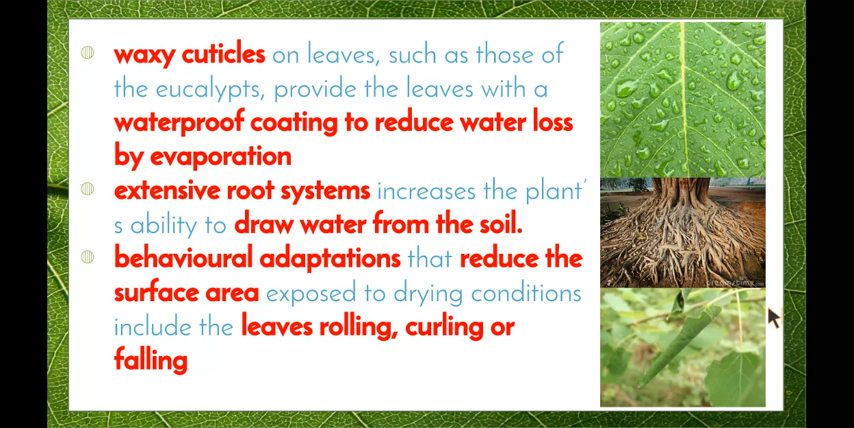 waxy cuticles on leaves, such as those of
the eucalypts, provide the leaves with a
waterproof coating to reduce water loss
by evaporation
extensive root systems increases the plant'
s ability to draw water from the soil.
behavioural adaptations that reduce the
surface area exposed to drying conditions
include the leaves rolling, curling or
falling